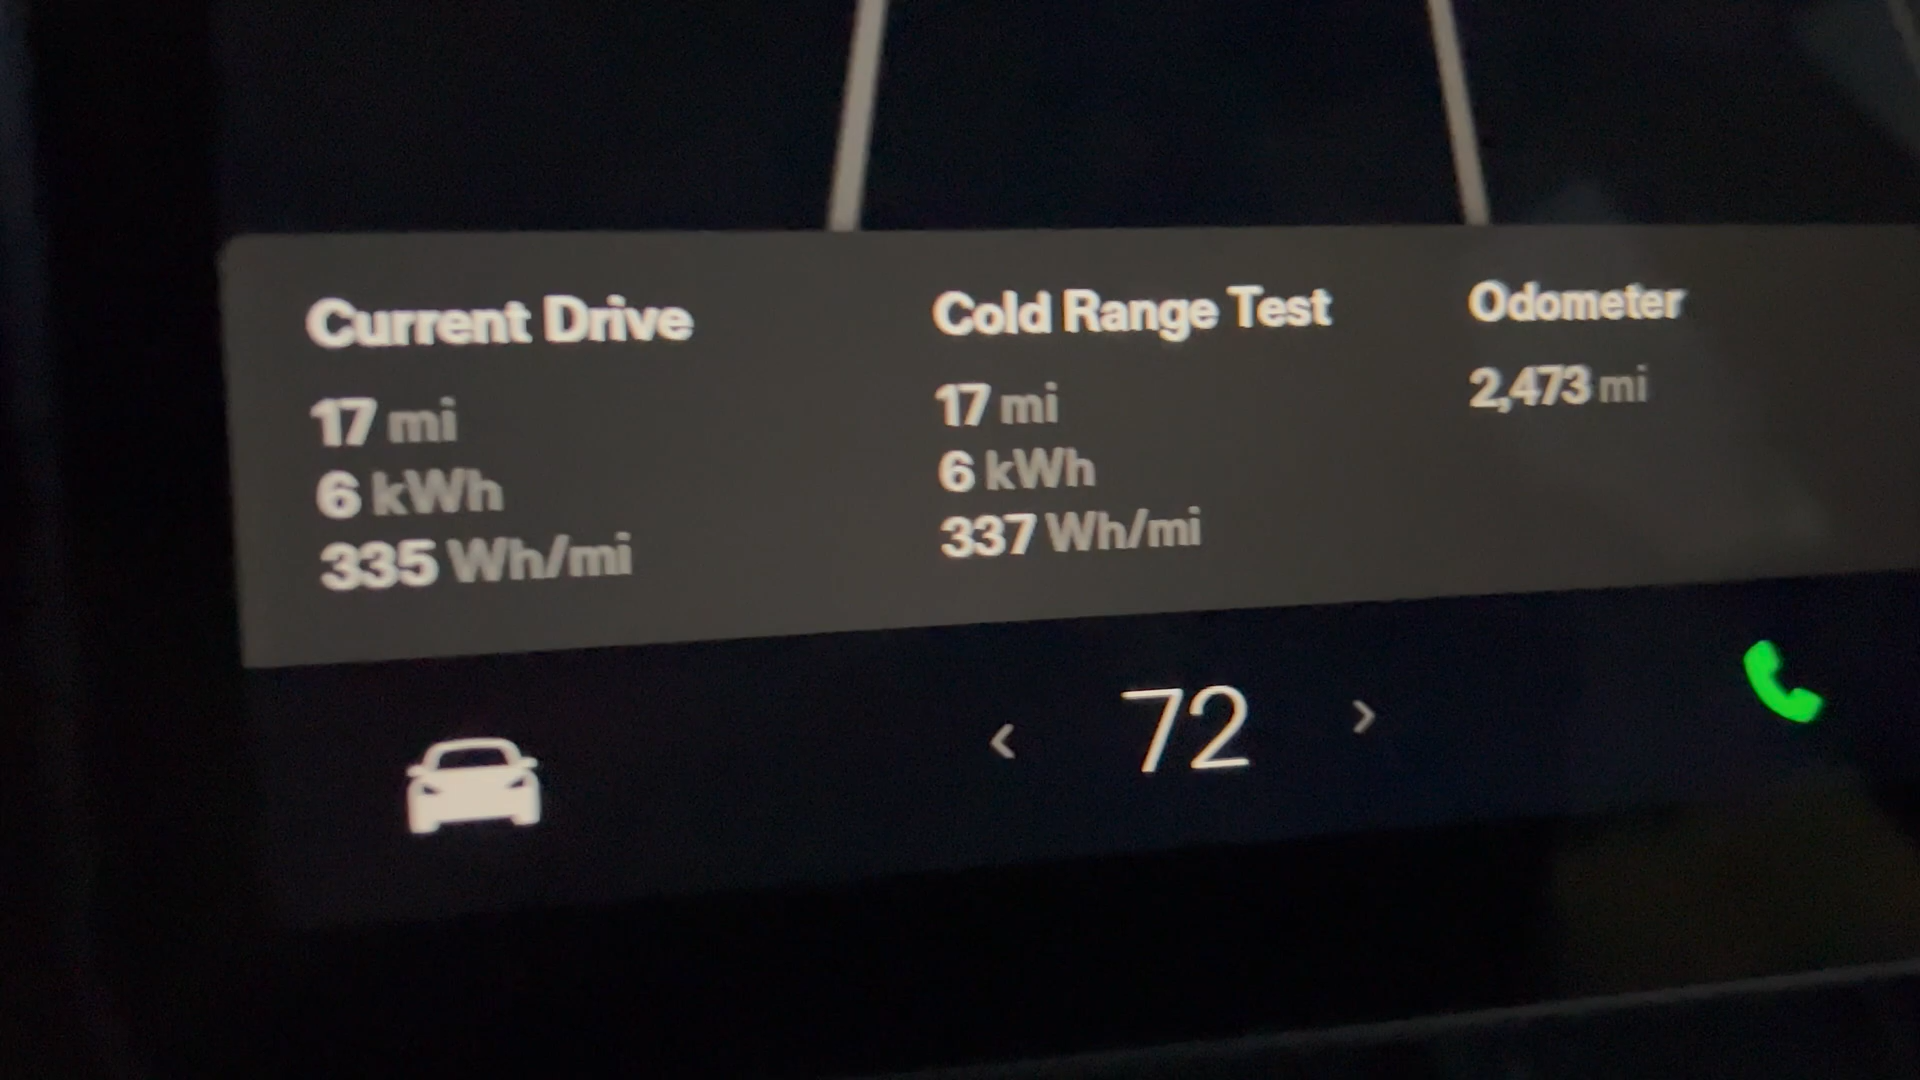 Current Drive
17 mi
6 kWh
335 Wh/mi
Cold Range Test
17 mi
6 kWh
337 Wh/mi
Odometer
2,473 mi
< 72 >